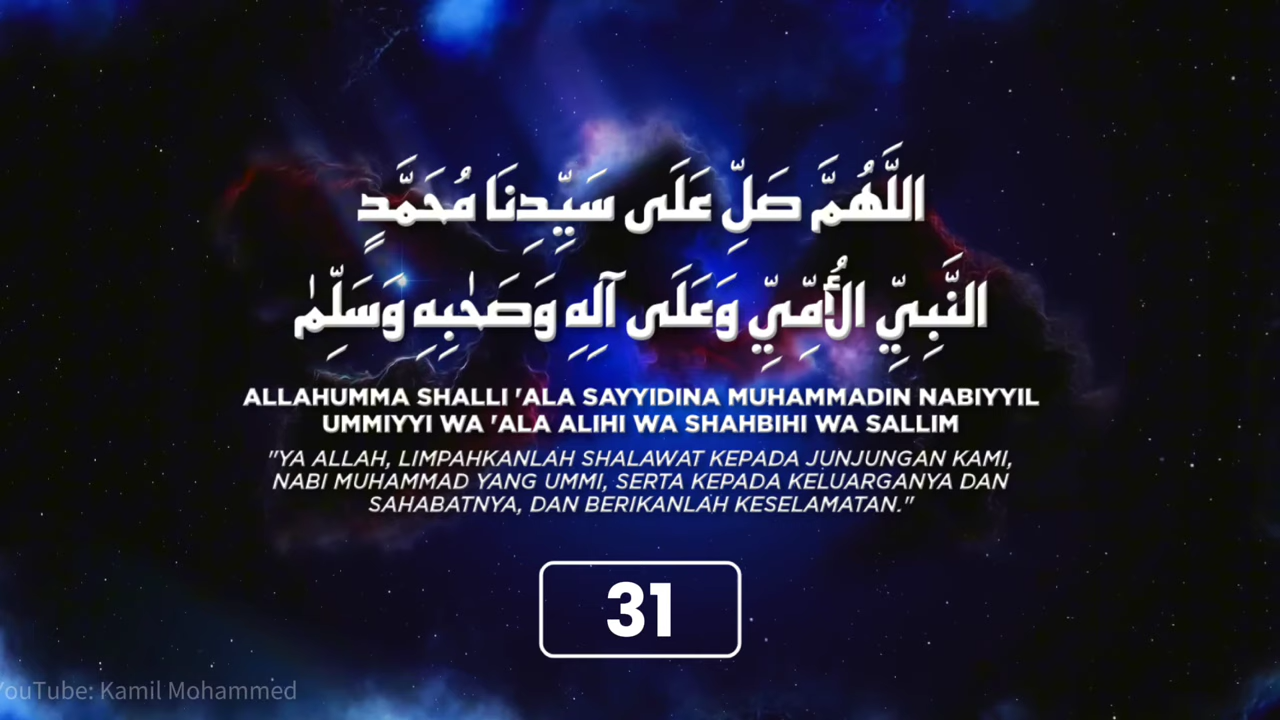 اللَّهُمَّ صَلِّ عَلَى سَيِّدِنَا مُحَمَّدٍ
النَّبِيِّ الأُمِّيِّ وَعَلَى آلِهِ وَصَحْبِهِ وَسَلِّمْ
ALLAHUMMA SHALLI 'ALA SAYYIDINA MUHAMMADIN NABIYYIL
UMMIYYI WA 'ALA ALIHI WA SHAHBIHI WA SALLIM
"YA ALLAH, LIMPAHKANLAH SHALAWAT KEPADA JUNJUNGAN KAMI,
NABI MUHAMMAD YANG UMMI, SERTA KEPADA KELUARGANYA DAN
SAHABATNYA, DAN BERIKANLAH KESELAMATAN."
31
YouTube: Kamil Mohammed